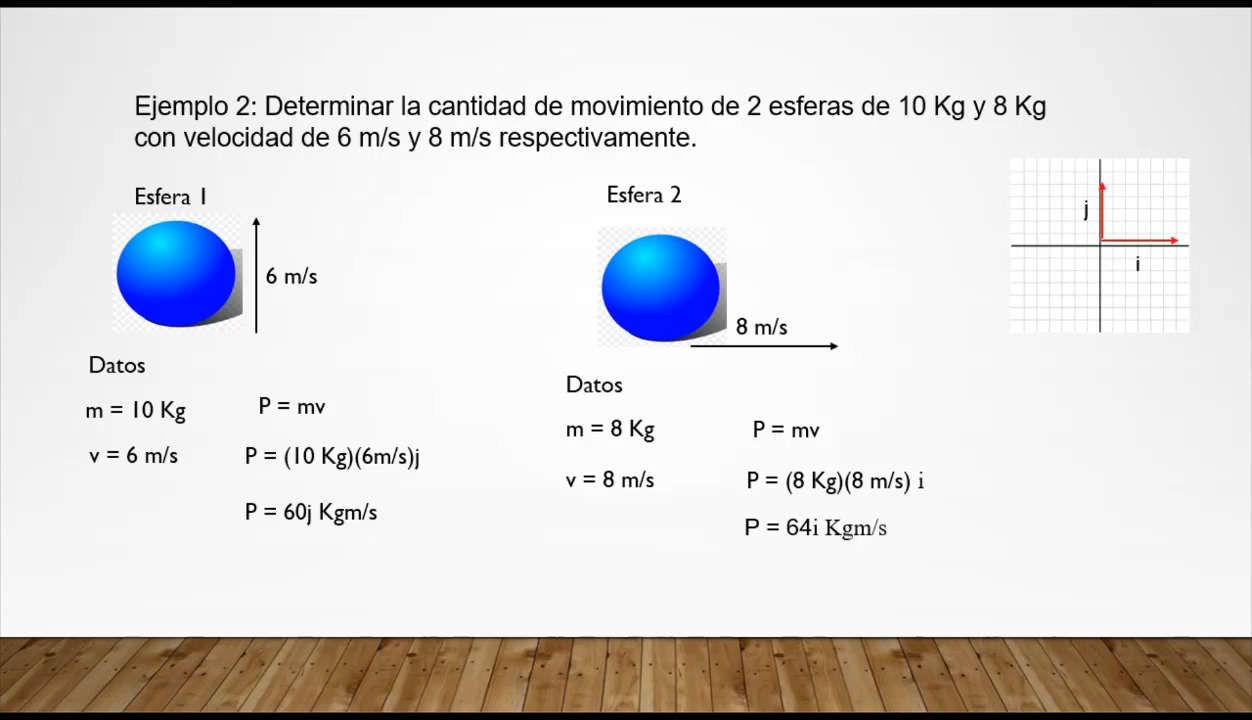 Ejemplo 2: Determinar la cantidad de movimiento de 2 esferas de 10 Kg y 8 Kg
con velocidad de 6 m/s y 8 m/s respectivamente.
Esfera 1
6 m/s
Datos
m = 10 Kg
v = 6 m/s
P = mv
P = (10 Kg)(6m/s)j
P = 60j Kgm/s
Esfera 2
8 m/s
Datos
m = 8 Kg
v = 8 m/s
P = mv
P = (8 Kg)(8 m/s) i
P = 64i Kgm/s
j
i